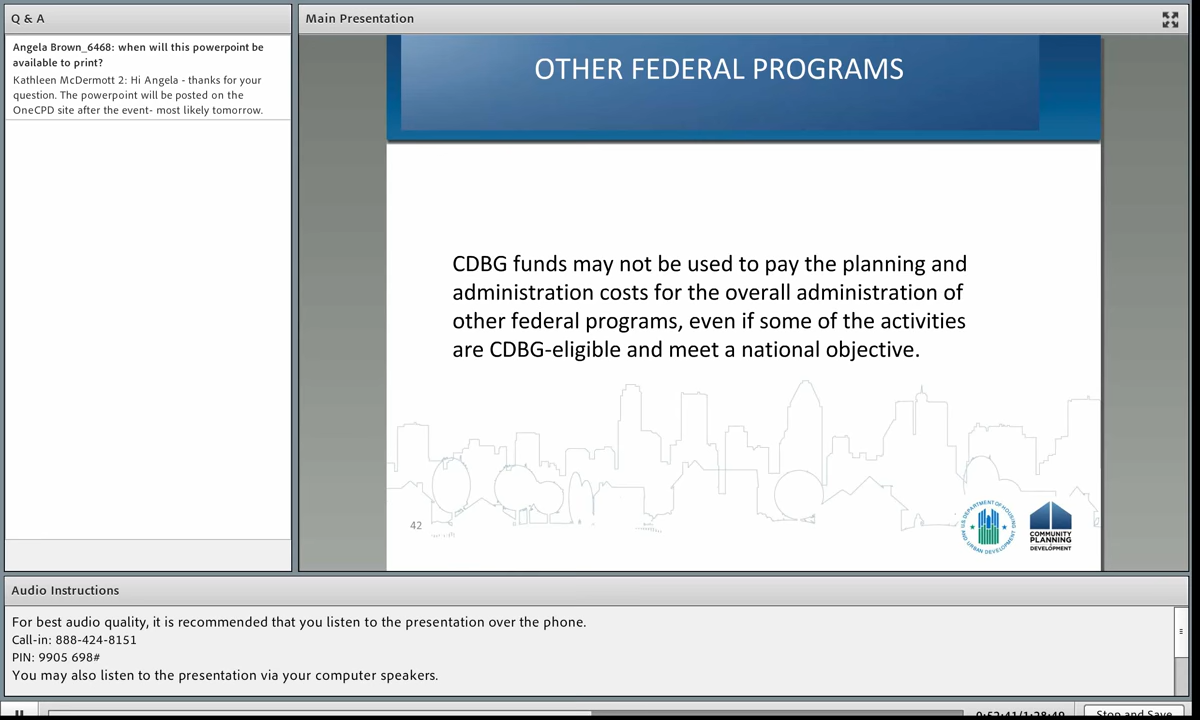 Q & A
Angela Brown_6468: when will this powerpoint be
available to print?
Kathleen McDermott 2: Hi Angela - thanks for your
question. The powerpoint will be posted on the
OneCPD site after the event- most likely tomorrow.
Main Presentation
OTHER FEDERAL PROGRAMS
CDBG funds may not be used to pay the planning and
administration costs for the overall administration of
other federal programs, even if some of the activities
are CDBG-eligible and meet a national objective.
42
U.S. DEPARTMENT OF HOUSING
AND URBAN DEVELOPMENT
COMMUNITY
PLANNING
DEVELOPMENT
Audio Instructions
For best audio quality, it is recommended that you listen to the presentation over the phone.
Call-in: 888-424-8151
PIN: 9905 698#
You may also listen to the presentation via your computer speakers.
Stop and Save